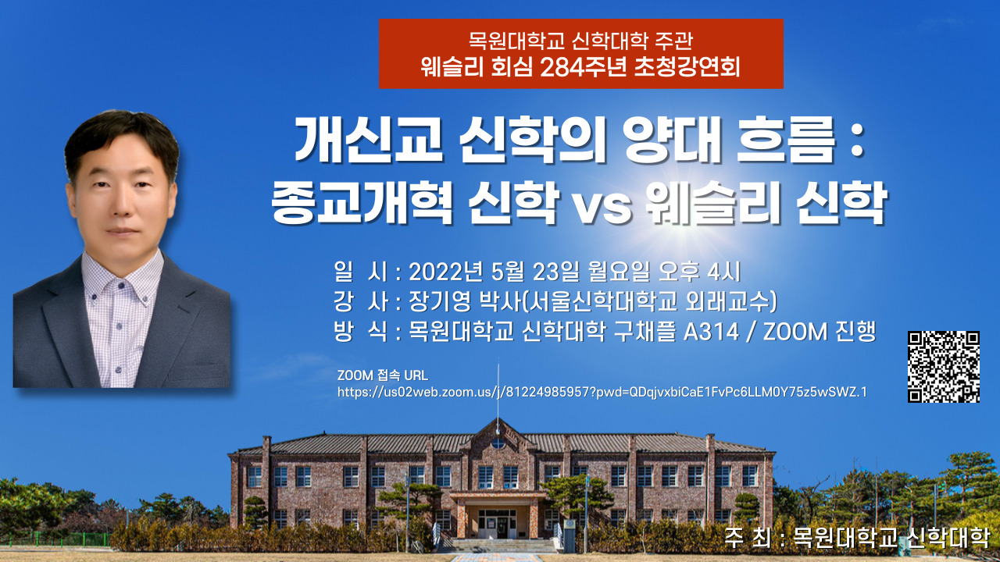 목원대학교 신학대학 주관
웨슬리 회심 284주년 초청강연회
개신교 신학의 양대 흐름 :
종교개혁 신학 vs 웨슬리 신학
일 시 : 2022년 5월 23일 월요일 오후 4시
강 사 : 장기영 박사(서울신학대학교 외래교수)
방 식 : 목원대학교 신학대학 구채플 A314 / ZOOM 진행
ZOOM 접속 URL
https://us02web.zoom.us/j/81224985957?pwd=QDqjvxbiCaE1FvPc6LLM0Y75z5wSWZ.1
주 최 : 목원대학교 신학대학